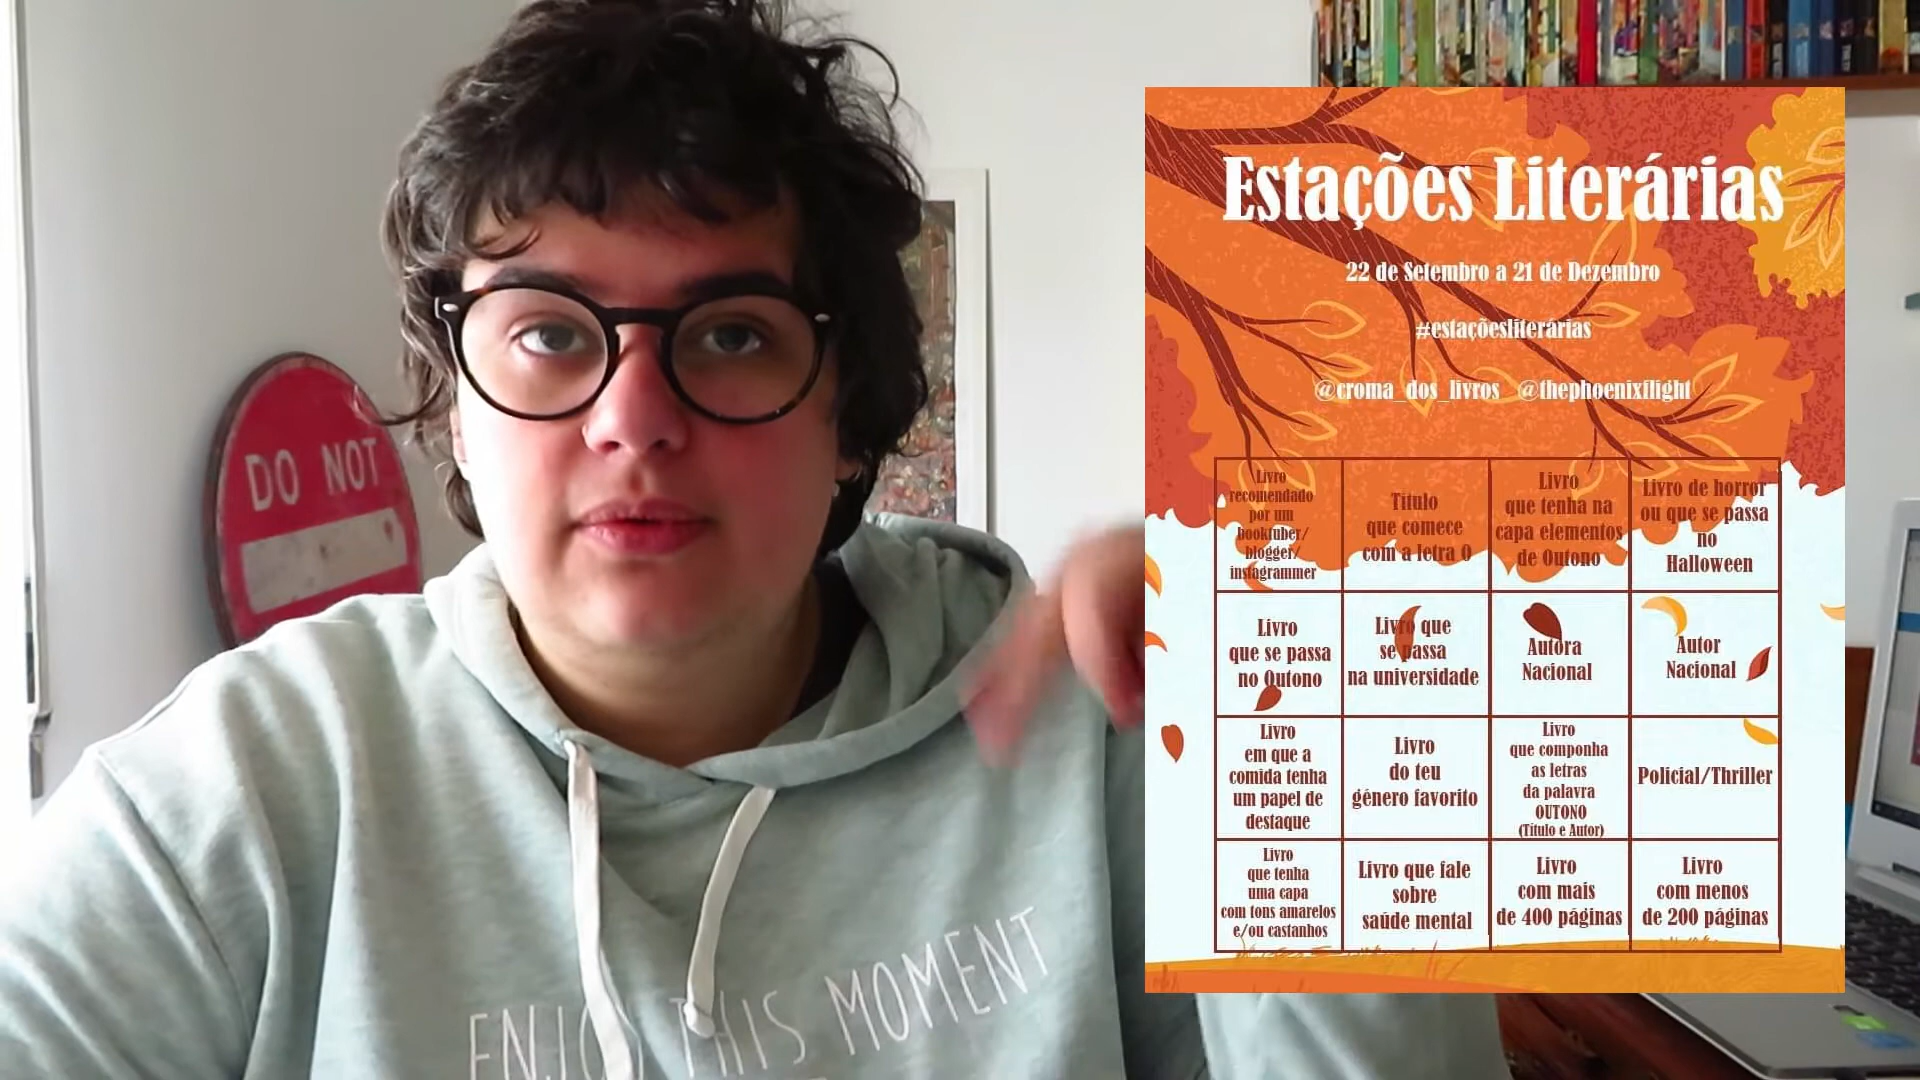 DO NOT
ENJOY THIS MOMENT
Estações Literárias
22 de Setembro a 21 de Dezembro
#estaçõesliterárias
@croma_dos_livros @thephoenixflight
Livro
recomendado
por um
booktuber/
blogger/
instagrammer
Título
que comece
com a letra O
Livro
que tenha na
capa elementos
de Outono
Livro de horror
ou que se passa
no
Halloween
Livro
que se passa
no Outono
Livro que
se passa
na universidade
Autora
Nacional
Autor
Nacional
Livro
em que a
comida tenha
um papel de
destaque
Livro
do teu
género favorito
Livro
que componha
as letras
da palavra
OUTONO
(Título e Autor)
Policial/Thriller
Livro
que tenha
uma capa
com tons amarelos
e/ou castanhos
Livro que fale
sobre
saúde mental
Livro
com mais
de 400 páginas
Livro
com menos
de 200 páginas